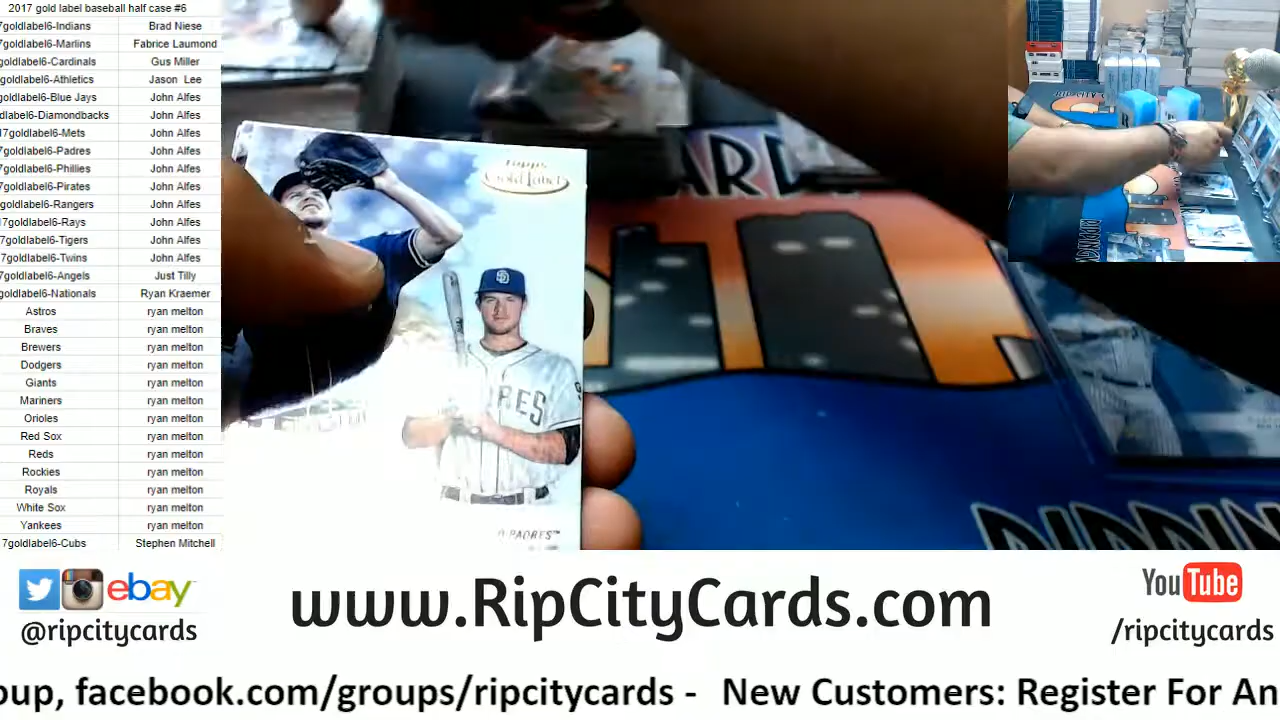 2017 gold label baseball half case #6
7goldlabel6-Indians Brad Niese
7goldlabel6-Marlins Fabrice Laumond
goldlabel6-Cardinals Gus Miller
goldlabel6-Athletics Jason Lee
goldlabel6-Blue Jays John Alfes
dlabel6-Diamondbacks John Alfes
17goldlabel6-Mets John Alfes
7goldlabel6-Padres John Alfes
7goldlabel6-Phillies John Alfes
7goldlabel6-Pirates John Alfes
7goldlabel6-Rangers John Alfes
17goldlabel6-Rays John Alfes
7goldlabel6-Tigers John Alfes
7goldlabel6-Twins John Alfes
7goldlabel6-Angels Just Tilly
goldlabel6-Nationals Ryan Kraemer
Astros ryan melton
Braves ryan melton
Brewers ryan melton
Dodgers ryan melton
Giants ryan melton
Mariners ryan melton
Orioles ryan melton
Red Sox ryan melton
Reds ryan melton
Rockies ryan melton
Royals ryan melton
White Sox ryan melton
Yankees ryan melton
7goldlabel6-Cubs Stephen Mitchell
Topps
Gold Label
SD
RES
PADRES™
CARD
RIPPIN
ebay
@ripcitycards
www.RipCityCards.com
YouTube
/ripcitycards
oup, facebook.com/groups/ripcitycards - New Customers: Register For An